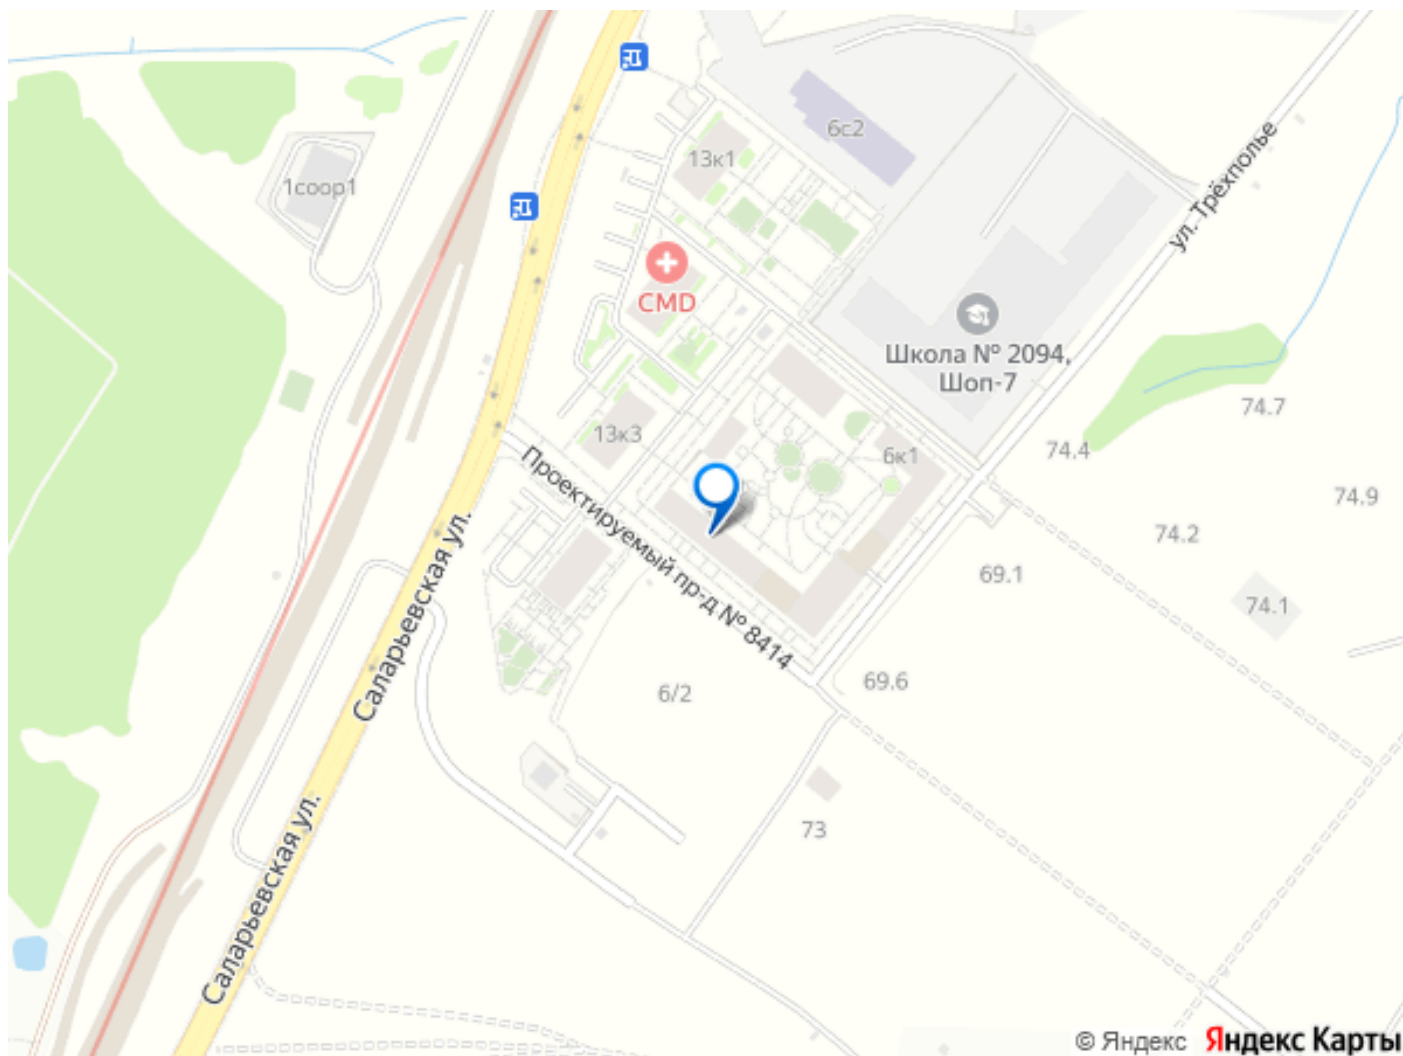 6с2
13к1
ул. Трёхполье
1соор1
CMD
Школа № 2094,
Шоп-7
74.7
13к3
74.4
6к1
74.9
Проектируемый пр-д № 8414
74.2
69.1
74.1
Саларьевская ул.
69.6
6/2
73
Саларьевская ул.
© Яндекс Яндекс Карты